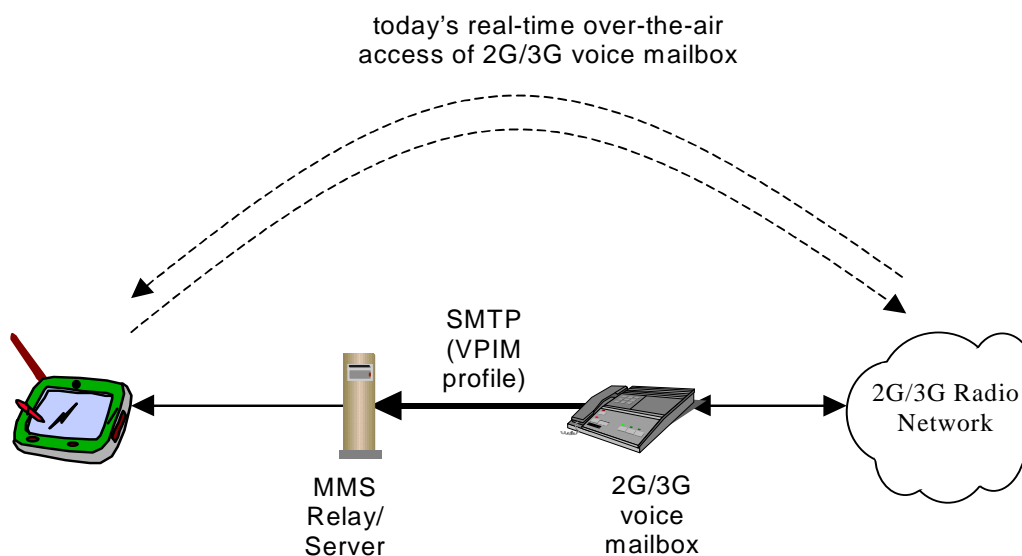 today's real-time over-the-air
access of 2G/3G voice mailbox
SMTP
(VPIM
profile)
2G/3G Radio
Network
MMS
Relay/
Server
2G/3G
voice
mailbox